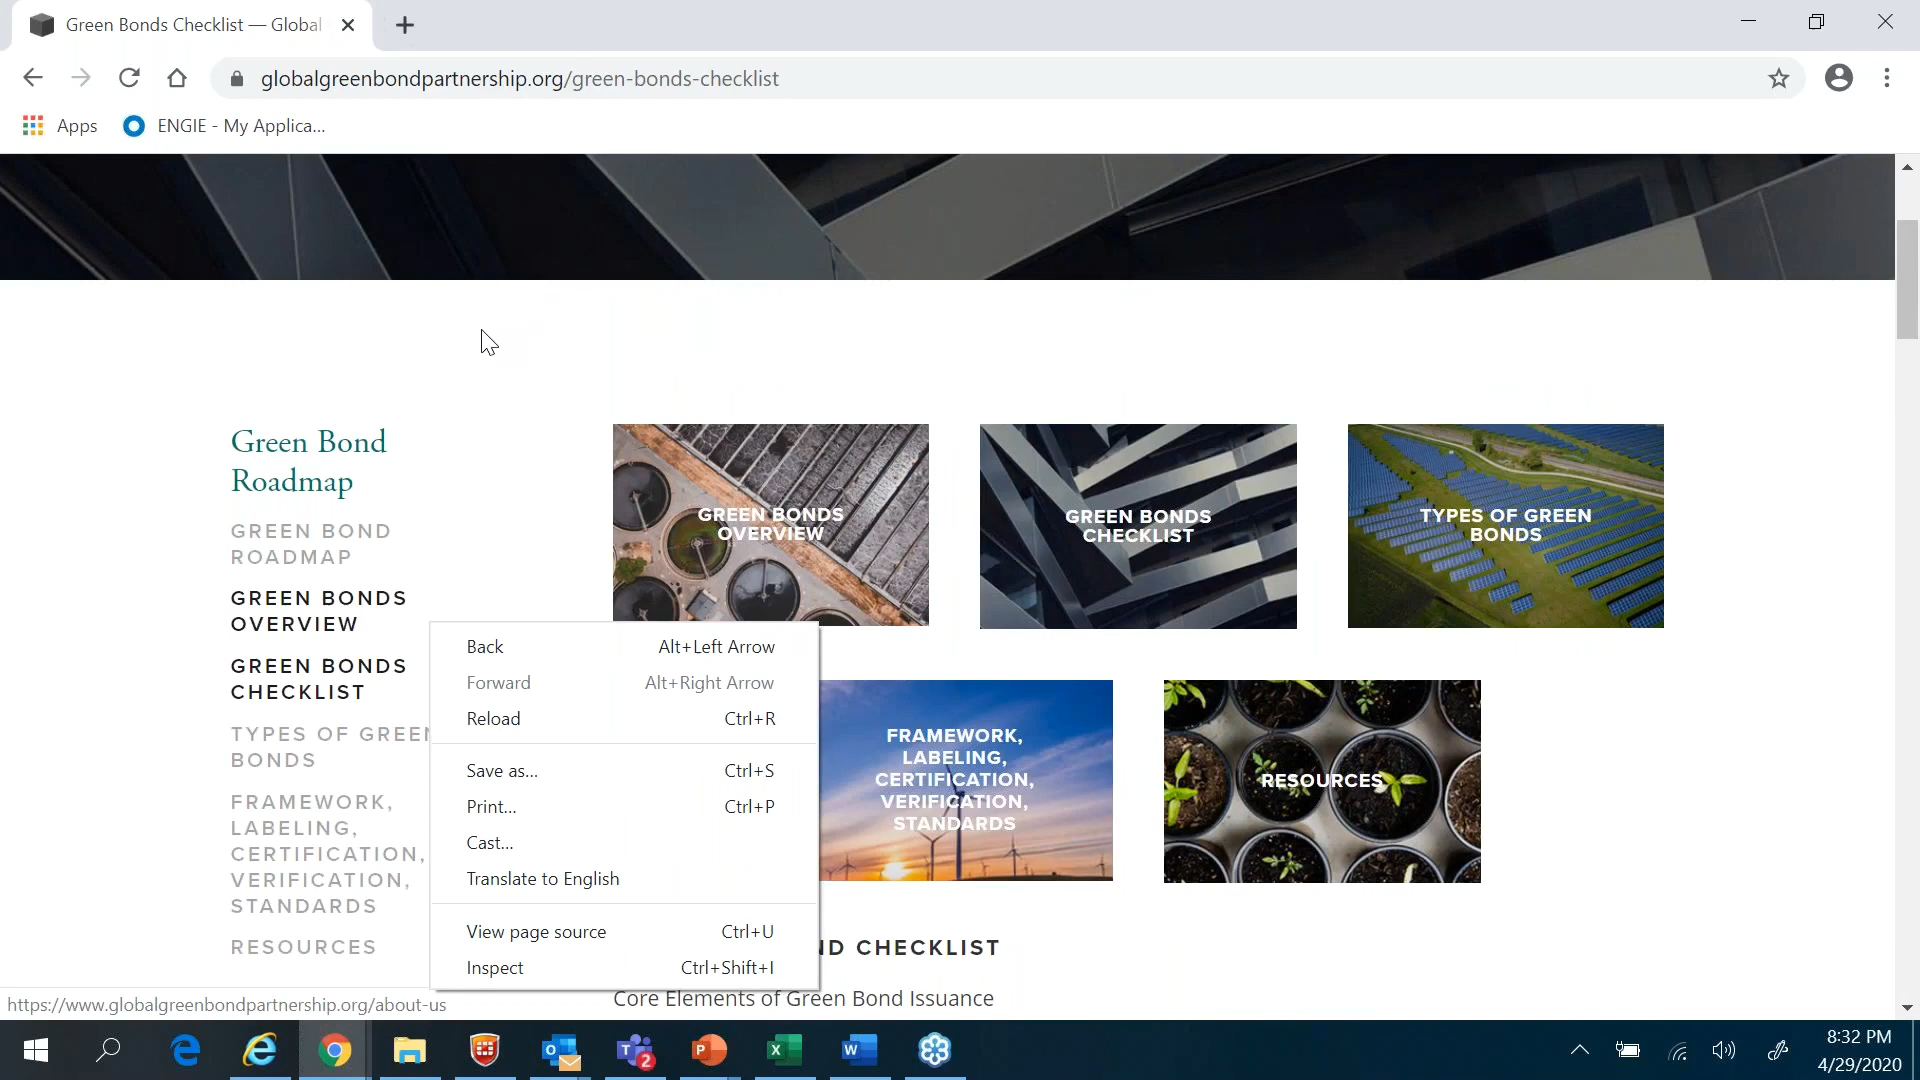 Green Bonds Checklist — Global
globalgreenbondpartnership.org/green-bonds-checklist
Apps
ENGIE - My Applica...
Green Bond
Roadmap
GREEN BOND
ROADMAP
GREEN BONDS
OVERVIEW
GREEN BONDS
CHECKLIST
TYPES OF GREEN
BONDS
FRAMEWORK,
LABELING,
CERTIFICATION,
VERIFICATION,
STANDARDS
RESOURCES
GREEN BONDS
OVERVIEW
GREEN BONDS
CHECKLIST
TYPES OF GREEN
BONDS
Back Alt+Left Arrow
Forward Alt+Right Arrow
Reload Ctrl+R
Save as... Ctrl+S
Print... Ctrl+P
Cast...
Translate to English
View page source Ctrl+U
Inspect Ctrl+Shift+I
FRAMEWORK,
LABELING,
CERTIFICATION,
VERIFICATION,
STANDARDS
RESOURCES
CHECKLIST
Core Elements of Green Bond Issuance
https://www.globalgreenbondpartnership.org/about-us
2
8:32 PM
4/29/2020